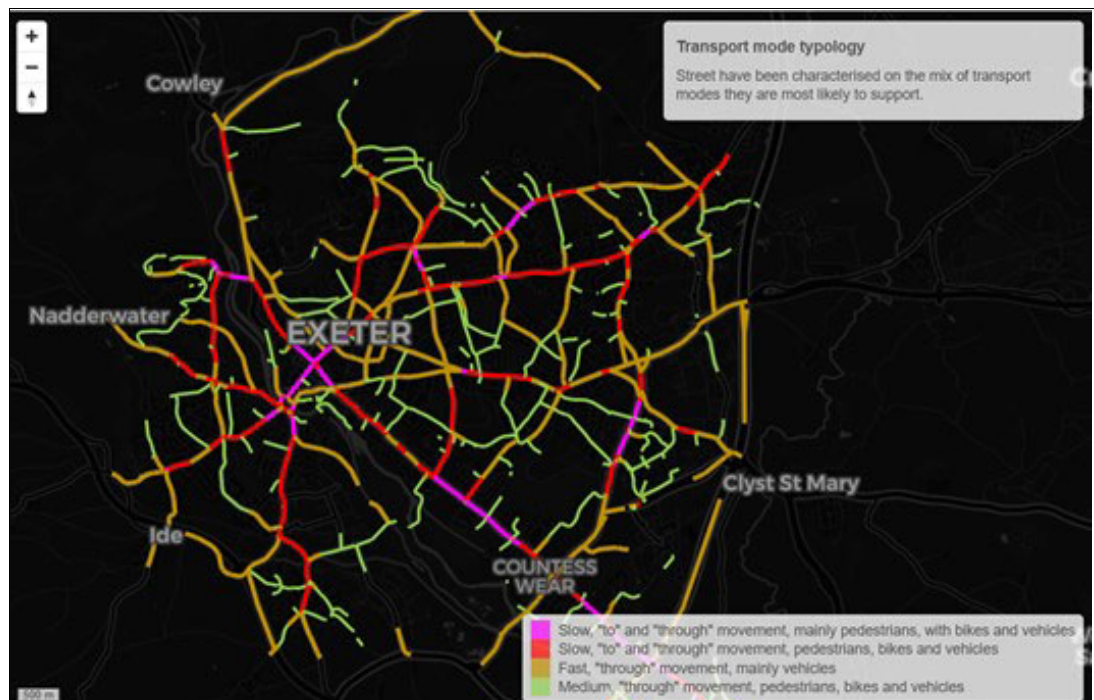 +
Transport mode typology
−
Street have been characterised on the mix of transport
modes they are most likely to support.
Cowley
Nadderwater
EXETER
Clyst St Mary
Ide
COUNTESS
WEAR
Slow, "to" and "through" movement, mainly pedestrians, with bikes and vehicles
Slow, "to" and "through" movement, pedestrians, bikes and vehicles
Fast, "through" movement, mainly vehicles
Medium, "through" movement, pedestrians, bikes and vehicles
500 m